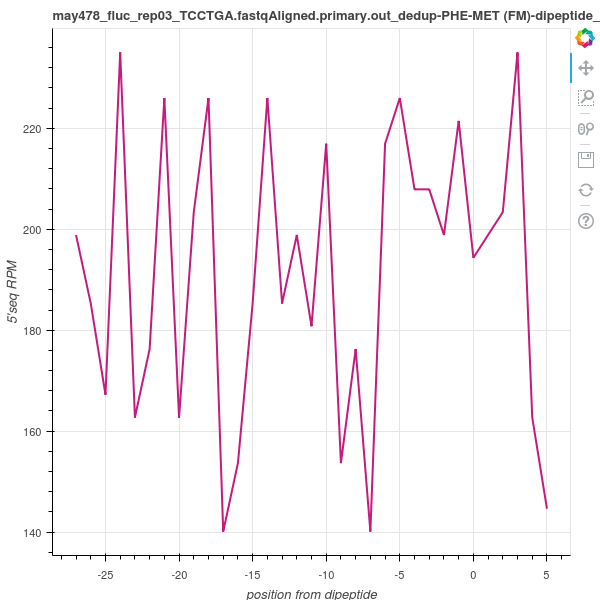 may478_fluc_rep03_TCCTGA.fastqAligned.primary.out_dedup-PHE-MET (FM)-dipeptide_
220
200
180
160
140
5'seq RPM
-25 -20 -15 -10 -5 0 5
position from dipeptide